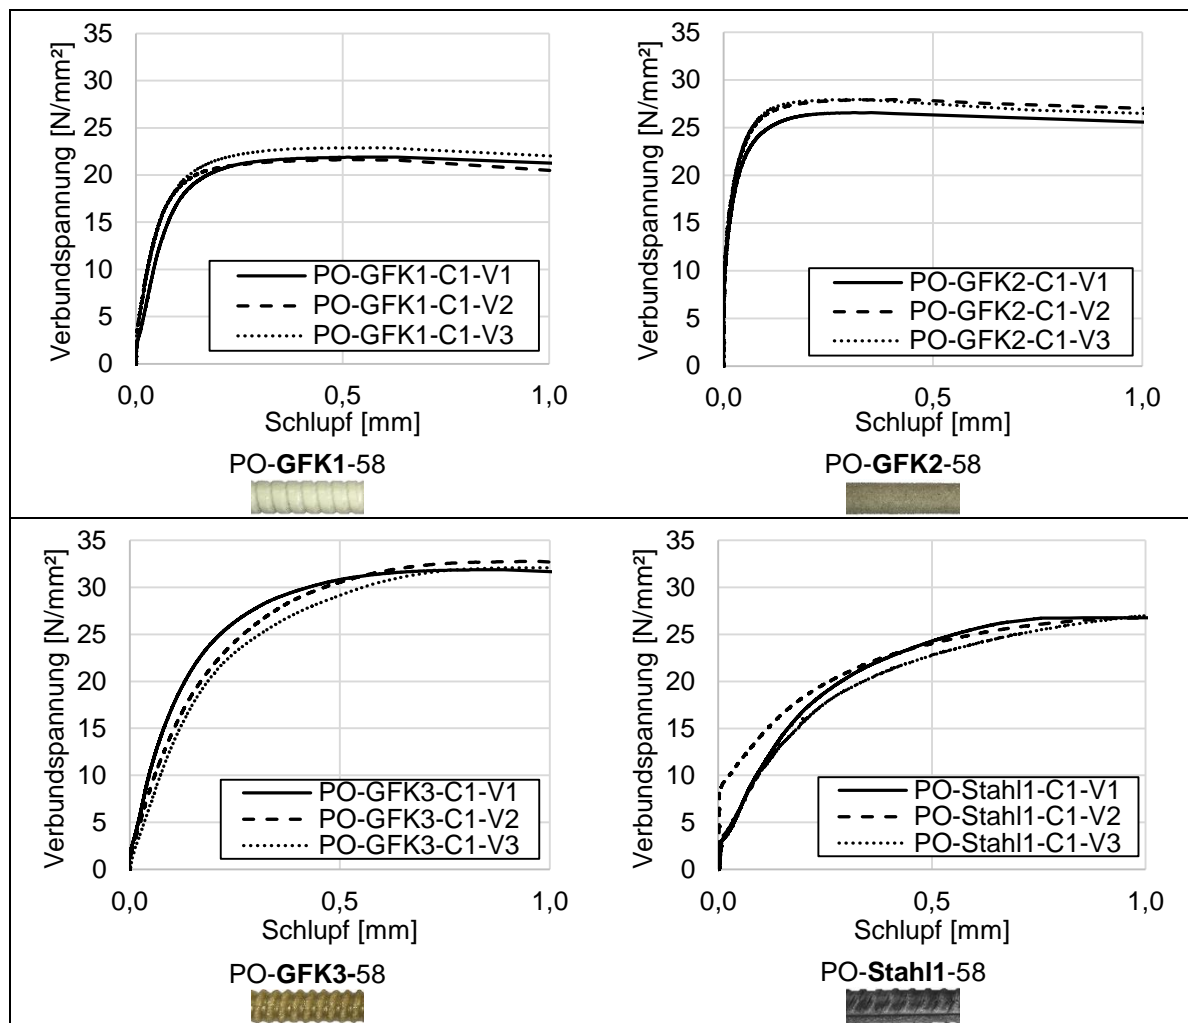 Verbundspannung [N/mm²]
35
30
25
20
15
10
5
0
PO-GFK1-C1-V1
PO-GFK1-C1-V2
PO-GFK1-C1-V3
0,0 0,5 1,0
Schlupf [mm]
PO-GFK1-58
Verbundspannung [N/mm²]
35
30
25
20
15
10
5
0
PO-GFK2-C1-V1
PO-GFK2-C1-V2
PO-GFK2-C1-V3
0,0 0,5 1,0
Schlupf [mm]
PO-GFK2-58
Verbundspannung [N/mm²]
35
30
25
20
15
10
5
0
PO-GFK3-C1-V1
PO-GFK3-C1-V2
PO-GFK3-C1-V3
0,0 0,5 1,0
Schlupf [mm]
PO-GFK3-58
Verbundspannung [N/mm²]
35
30
25
20
15
10
5
0
PO-Stahl1-C1-V1
PO-Stahl1-C1-V2
PO-Stahl1-C1-V3
0,0 0,5 1,0
Schlupf [mm]
PO-Stahl1-58